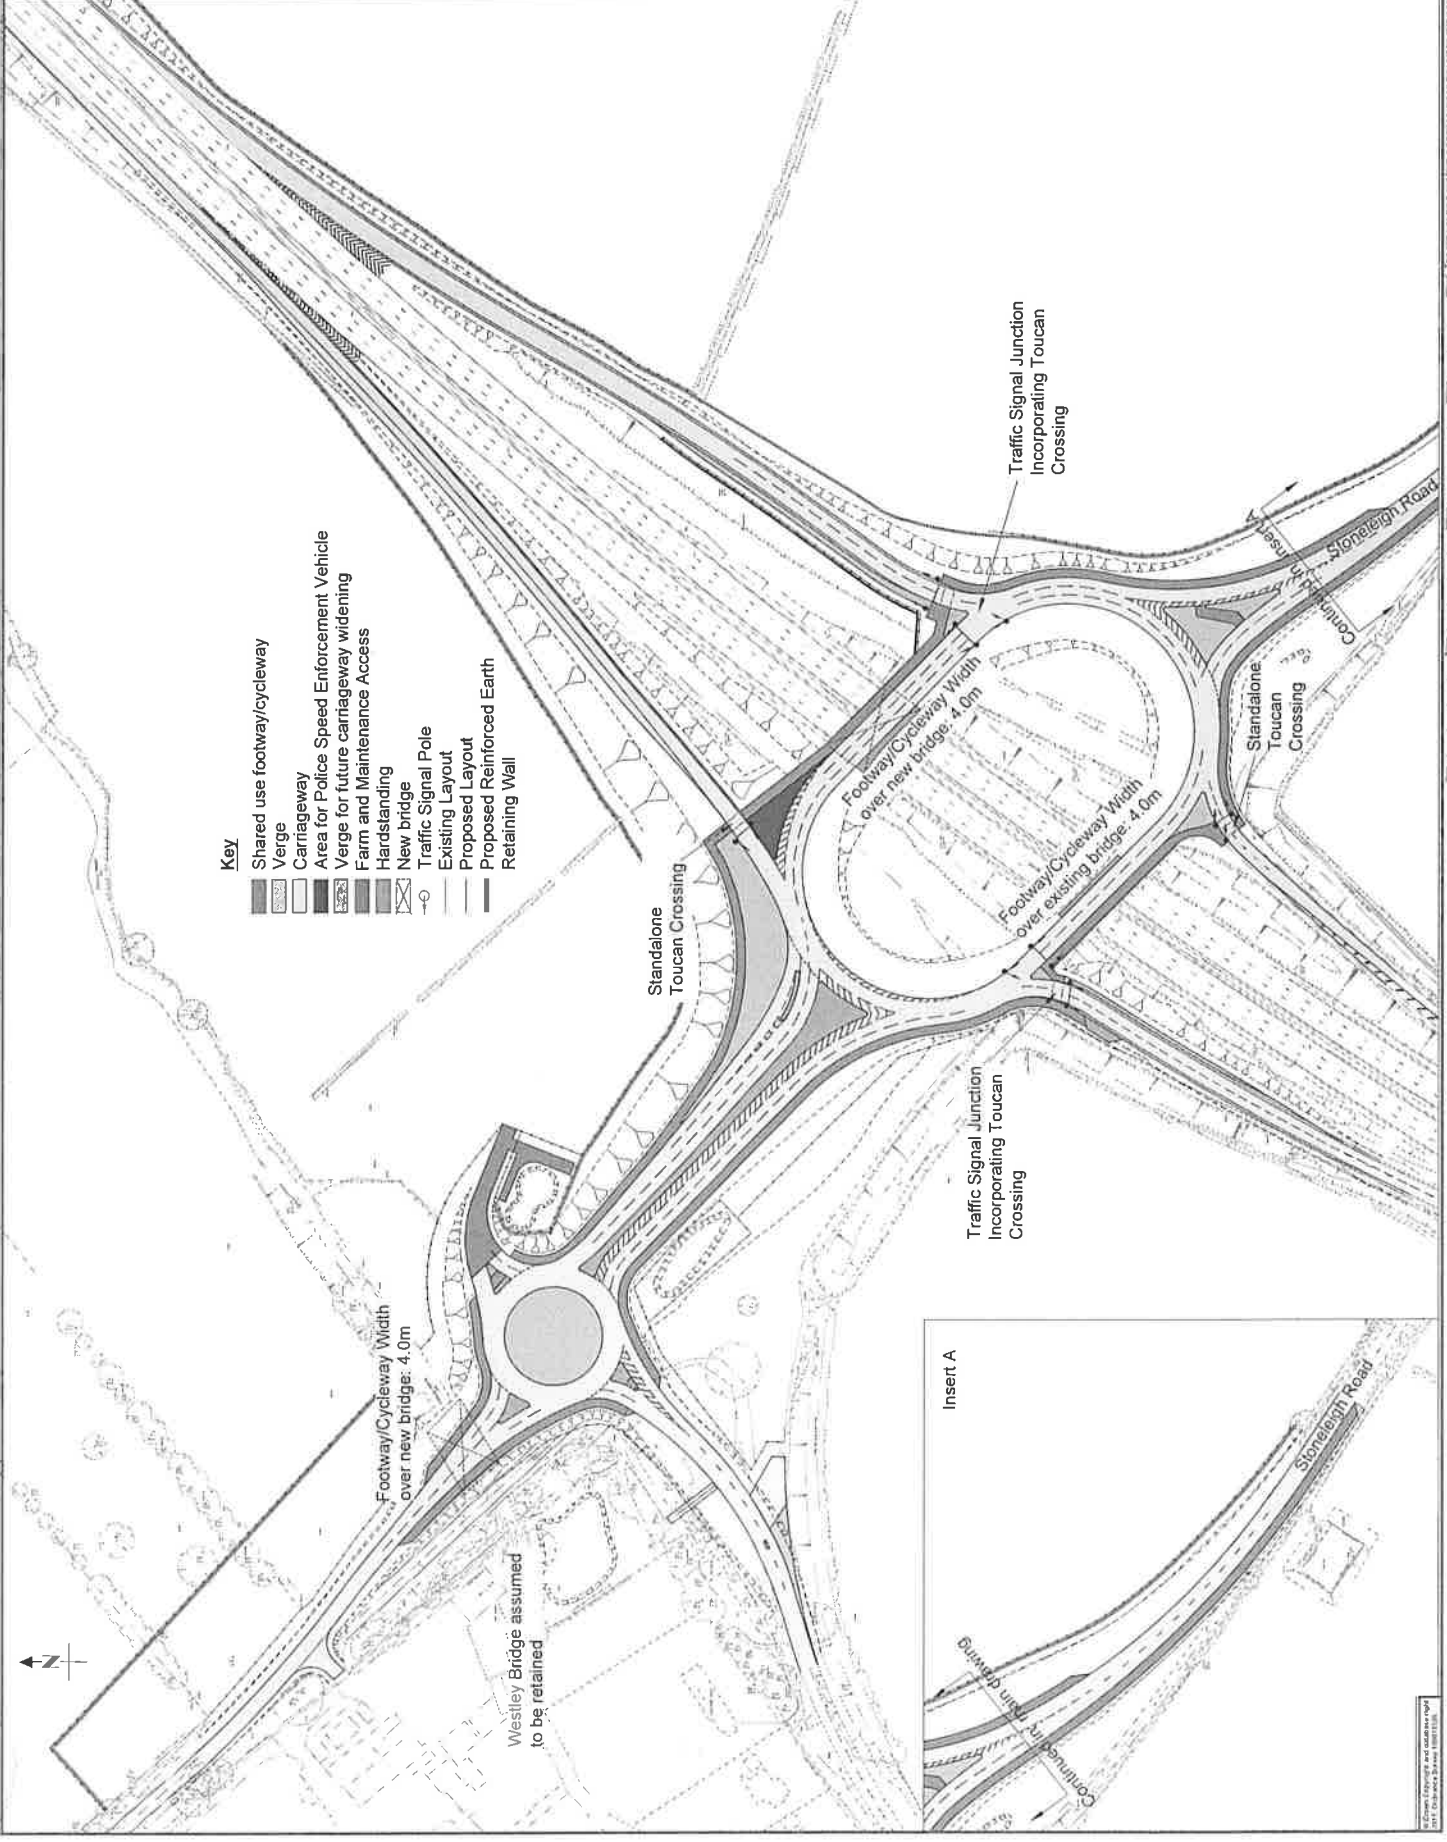 Key
Shared use footway/cycleway
Verge
Carriageway
Area for Police Speed Enforcement Vehicle
Verge for future carriageway widening
Farm and Maintenance Access
Hardstanding
New bridge
Traffic Signal Pole
Existing Layout
Proposed Layout
Proposed Reinforced Earth
Retaining Wall
N
Footway/Cycleway Width
over new bridge: 4.0m
Westley Bridge assumed
to be retained
Standalone
Toucan Crossing
Footway/Cycleway Width
over new bridge: 4.0m
Footway/Cycleway Width
over existing bridge: 4.0m
Traffic Signal Junction
Incorporating Toucan
Crossing
Traffic Signal Junction
Incorporating Toucan
Crossing
Standalone
Toucan
Crossing
Continued in Insert A
Stoneleigh Road
Insert A
Continued in main drawing
Stoneleigh Road